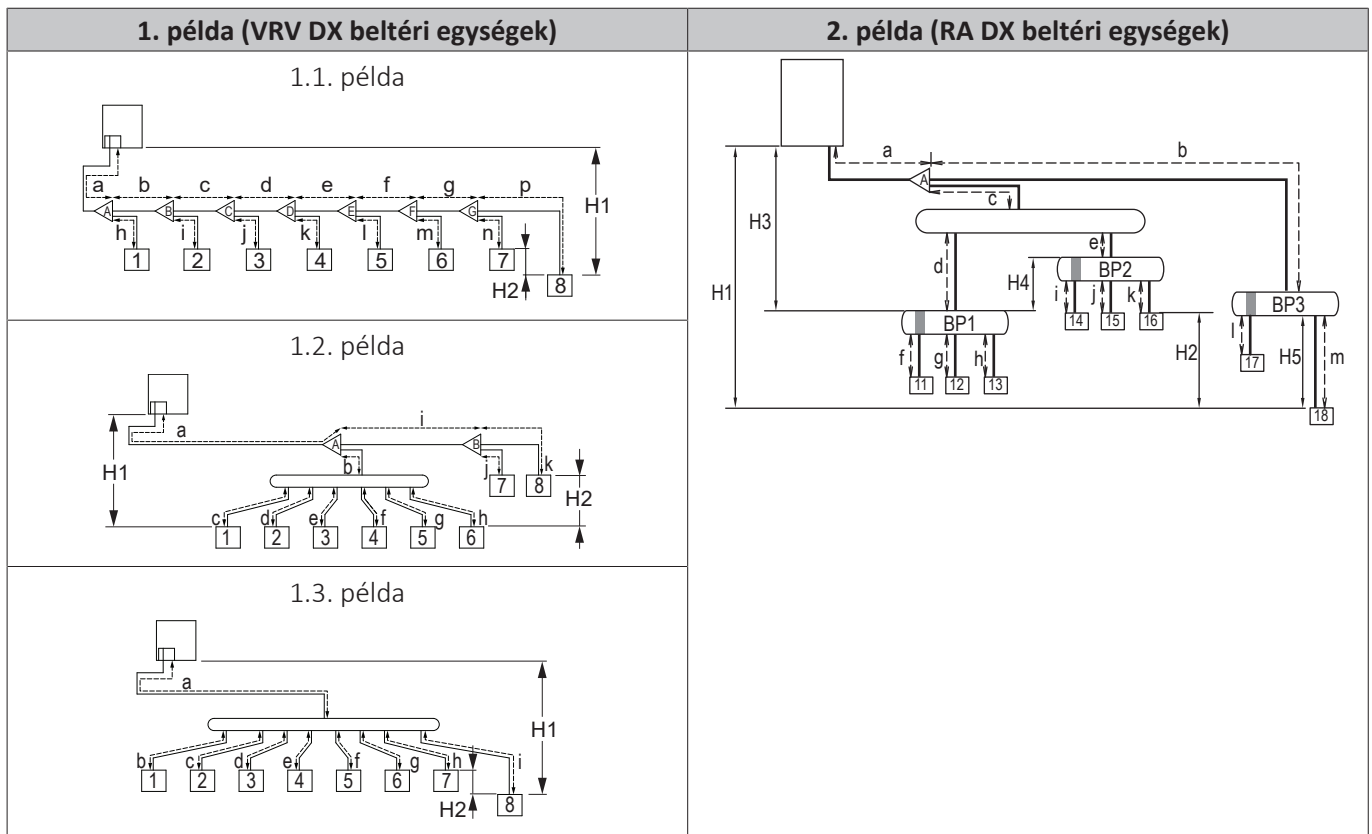 1. példa (VRV DX beltéri egységek)
2. példa (RA DX beltéri egységek)
1.1. példa
a b c d e f g p
A B C D E F G
h i j k l m n
1 2 3 4 5 6 7
8
H1
H2
1.2. példa
a
i
A B
b j k
7 8
H1
H2
c d e f g h
1 2 3 4 5 6
1.3. példa
a
H1
b c d e f g h i
1 2 3 4 5 6 7
H2
8
a b
A
c
H3
H1
d e
BP2
H4
i j k
14 15 16
BP1
BP3
f g h
11 12 13
H2
l
17
H5
m
18